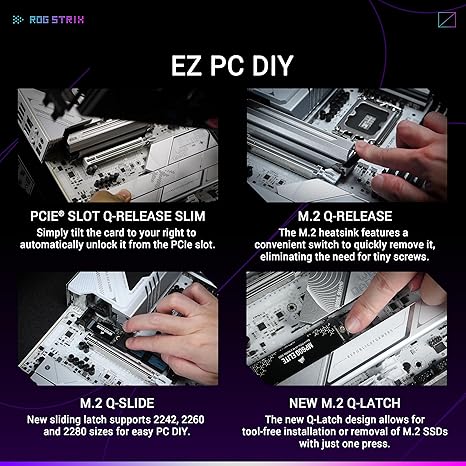 ROG STRIX
EZ PC DIY
PCIE® SLOT Q-RELEASE SLIM
Simply tilt the card to your right to
automatically unlock it from the PCIe slot.
M.2 Q-RELEASE
The M.2 heatsink features a
convenient switch to quickly remove it,
eliminating the need for tiny screws.
M.2 Q-SLIDE
New sliding latch supports 2242, 2260
and 2280 sizes for easy PC DIY.
MP600 ELITE
NEW M.2 Q-LATCH
The new Q-Latch design allows for
tool-free installation or removal of M.2 SSDs
with just one press.